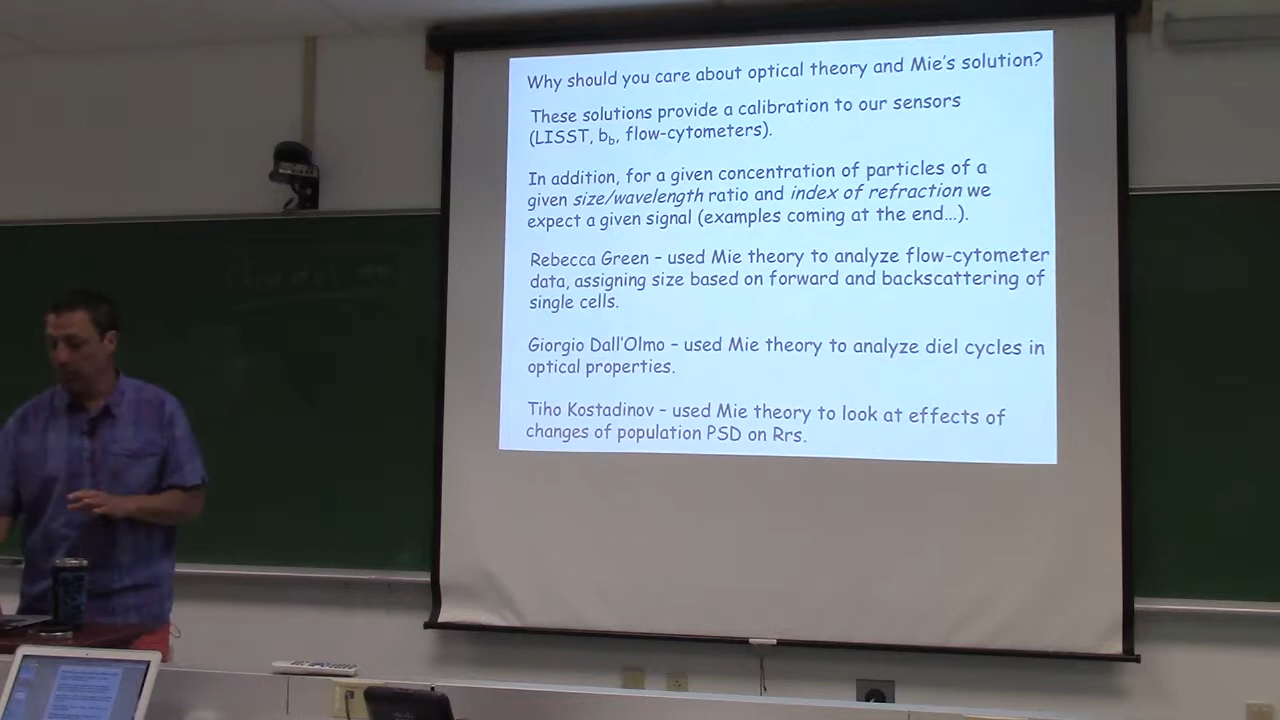 Why should you care about optical theory and Mie's solution?
These solutions provide a calibration to our sensors
(LISST, bb, flow-cytometers).
In addition, for a given concentration of particles of a
given size/wavelength ratio and index of refraction we
expect a given signal (examples coming at the end…).
Rebecca Green – used Mie theory to analyze flow-cytometer
data, assigning size based on forward and backscattering of
single cells.
Giorgio Dall'Olmo – used Mie theory to analyze diel cycles in
optical properties.
Tiho Kostadinov – used Mie theory to look at effects of
changes of population PSD on Rrs.